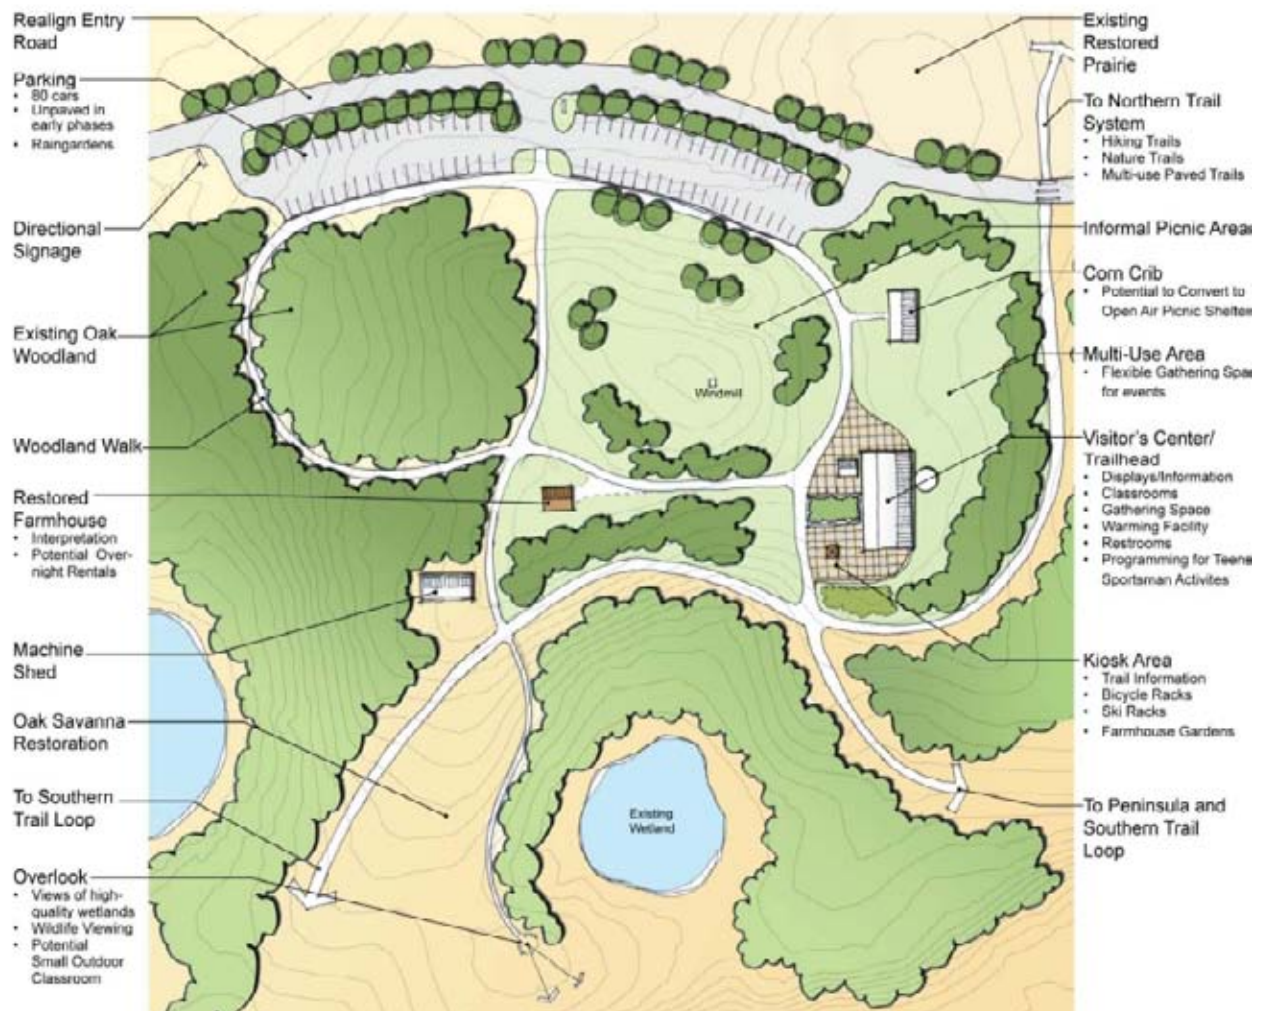 Realign Entry
Road
Parking
• 80 cars
• Unpaved in
early phases
• Raingardens
Directional
Signage
Existing Oak
Woodland
Woodland Walk
Restored
Farmhouse
• Interpretation
• Potential Over-
night Rentals
Machine
Shed
Oak Savanna
Restoration
To Southern
Trail Loop
Overlook
• Views of high-
quality wetlands
• Wildlife Viewing
• Potential
Small Outdoor
Classroom
Windmill
Existing
Wetland
Existing
Restored
Prairie
To Northern Trail
System
• Hiking Trails
• Nature Trails
• Multi-use Paved Trails
Informal Picnic Area
Corn Crib
• Potential to Convert to
Open Air Picnic Shelter
Multi-Use Area
• Flexible Gathering Spac
for events
Visitor's Center/
Trailhead
• Displays/Information
• Classrooms
• Gathering Space
• Warming Facility
• Restrooms
• Programming for Teens
Sportsman Activites
Kiosk Area
• Trail Information
• Bicycle Racks
• Ski Racks
• Farmhouse Gardens
To Peninsula and
Southern Trail
Loop